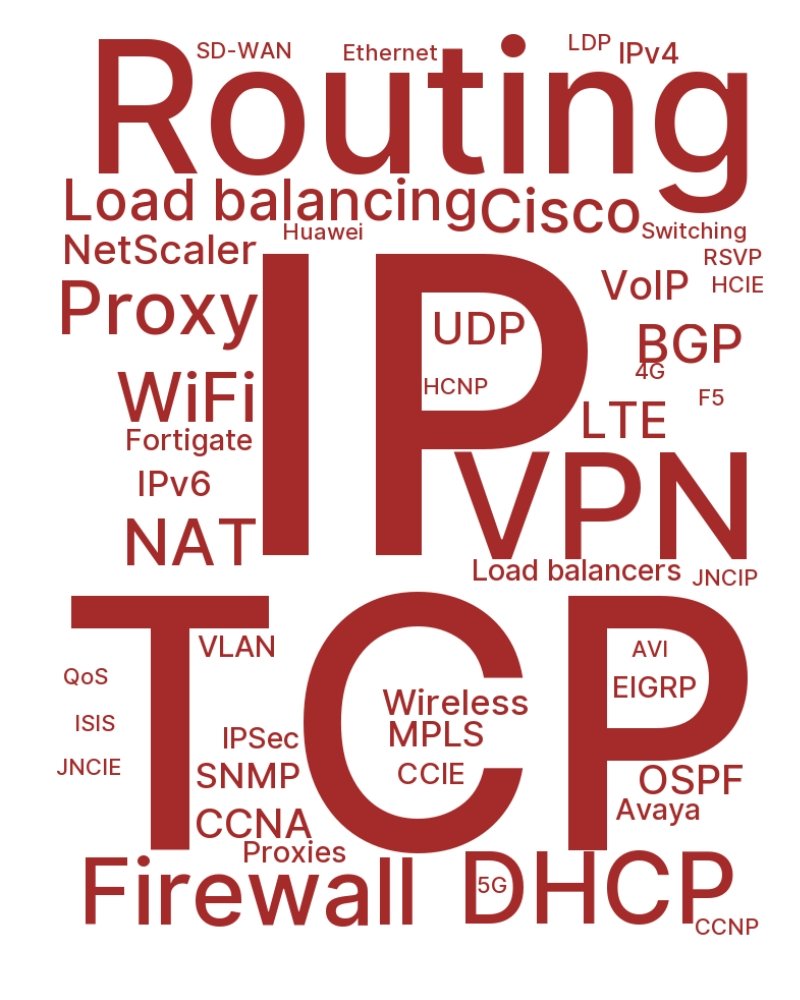 SD-WAN
Ethernet
LDP
IPv4
Routing
Load balancing
Cisco
Huawei
Switching
NetScaler
RSVP
VoIP
HCIE
Proxy
IP
UDP
BGP
4G
HCNP
F5
WiFi
LTE
Fortigate
IPv6
VPN
NAT
Load balancers
JNCIP
TCP
VLAN
AVI
QoS
EIGRP
Wireless
ISIS
MPLS
IPSec
JNCIE
SNMP
CCIE
OSPF
Avaya
CCNA
Proxies
Firewall
5G
DHCP
CCNP